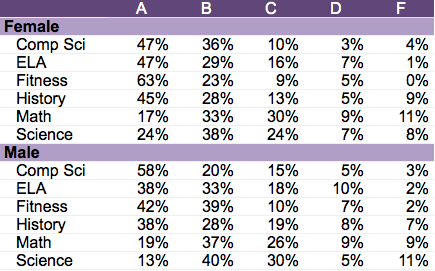 A B C D F
Female
Comp Sci 47% 36% 10% 3% 4%
ELA 47% 29% 16% 7% 1%
Fitness 63% 23% 9% 5% 0%
History 45% 28% 13% 5% 9%
Math 17% 33% 30% 9% 11%
Science 24% 38% 24% 7% 8%
Male
Comp Sci 58% 20% 15% 5% 3%
ELA 38% 33% 18% 10% 2%
Fitness 42% 39% 10% 7% 2%
History 38% 28% 19% 8% 7%
Math 19% 37% 26% 9% 9%
Science 13% 40% 30% 5% 11%